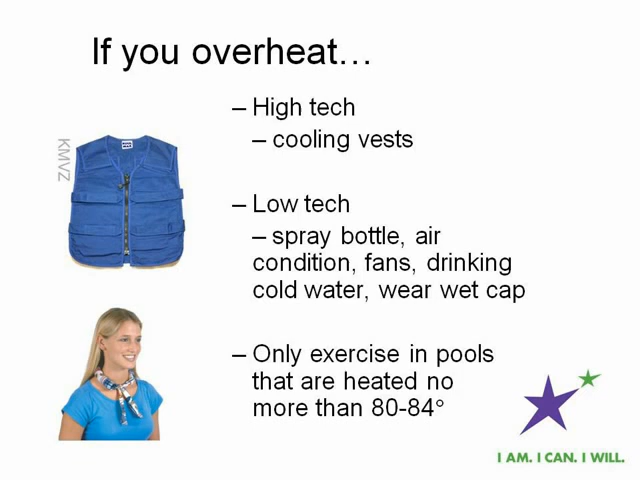 If you overheat…
– High tech
– cooling vests
KMVZ
– Low tech
– spray bottle, air
condition, fans, drinking
cold water, wear wet cap
– Only exercise in pools
that are heated no
more than 80-84°
I AM. I CAN. I WILL.